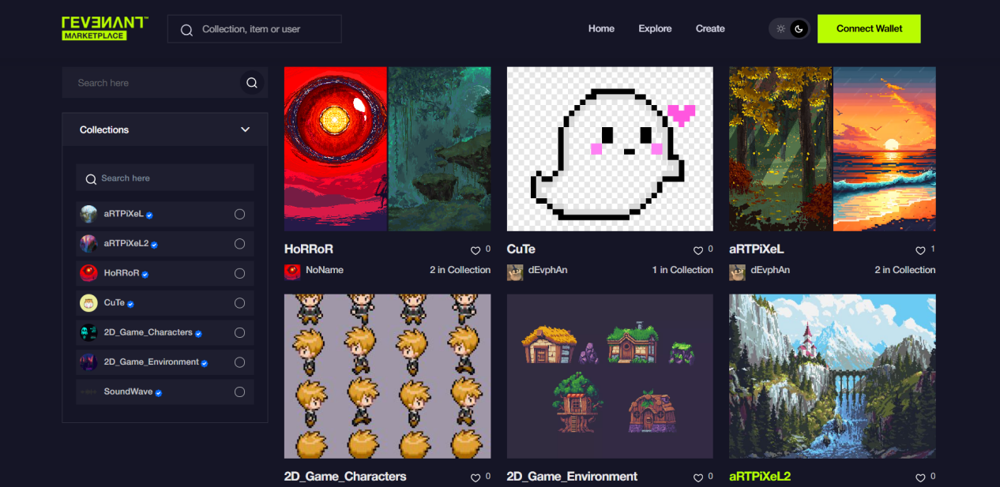 REVENANT™
MARKETPLACE
Collection, item or user
Home
Explore
Create
Connect Wallet
Search here
Collections
Search here
aRTPiXeL
aRTPiXeL2
HoRRoR
CuTe
2D_Game_Characters
2D_Game_Environment
SoundWave
HoRRoR 0
NoName 2 in Collection
CuTe 0
dEvphAn 1 in Collection
aRTPiXeL 1
dEvphAn 2 in Collection
2D_Game_Characters 0
2D_Game_Environment 0
aRTPiXeL2 0